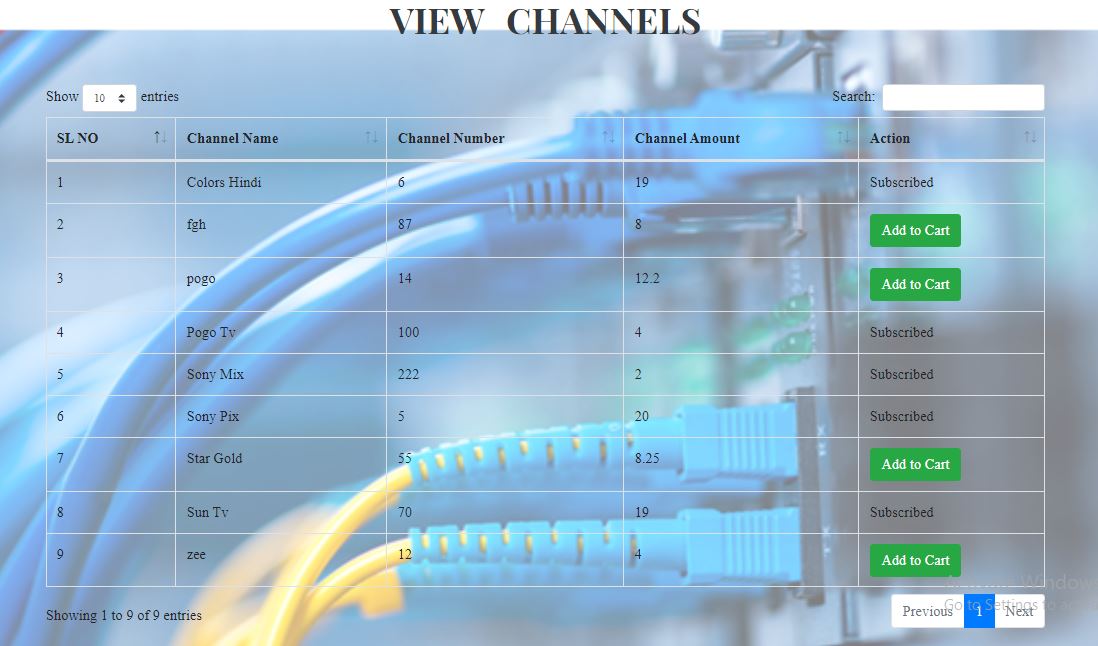 VIEW CHANNELS
Show 10 entries Search:
SL NO Channel Name Channel Number Channel Amount Action
1 Colors Hindi 6 19 Subscribed
2 fgh 87 8 Add to Cart
3 pogo 14 12.2 Add to Cart
4 Pogo Tv 100 4 Subscribed
5 Sony Mix 222 2 Subscribed
6 Sony Pix 5 20 Subscribed
7 Star Gold 55 8.25 Add to Cart
8 Sun Tv 70 19 Subscribed
9 zee 12 4 Add to Cart
Windows
Showing 1 to 9 of 9 entries Previous 1 Next
Go to Settings to